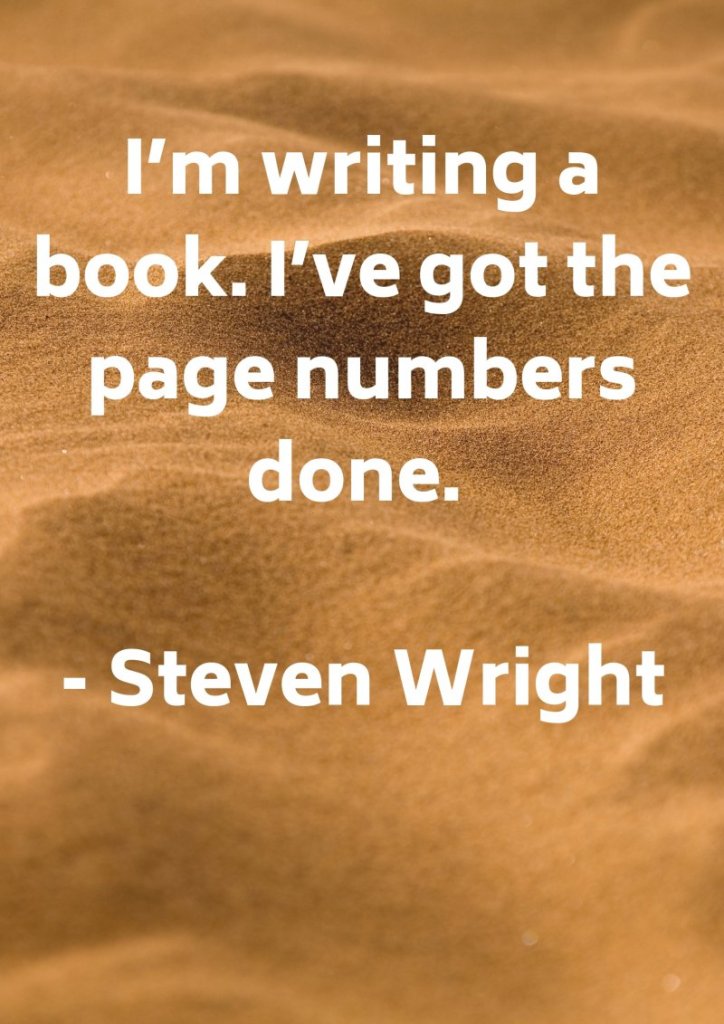 I’m writing a
book. I’ve got the
page numbers
done.
- Steven Wright